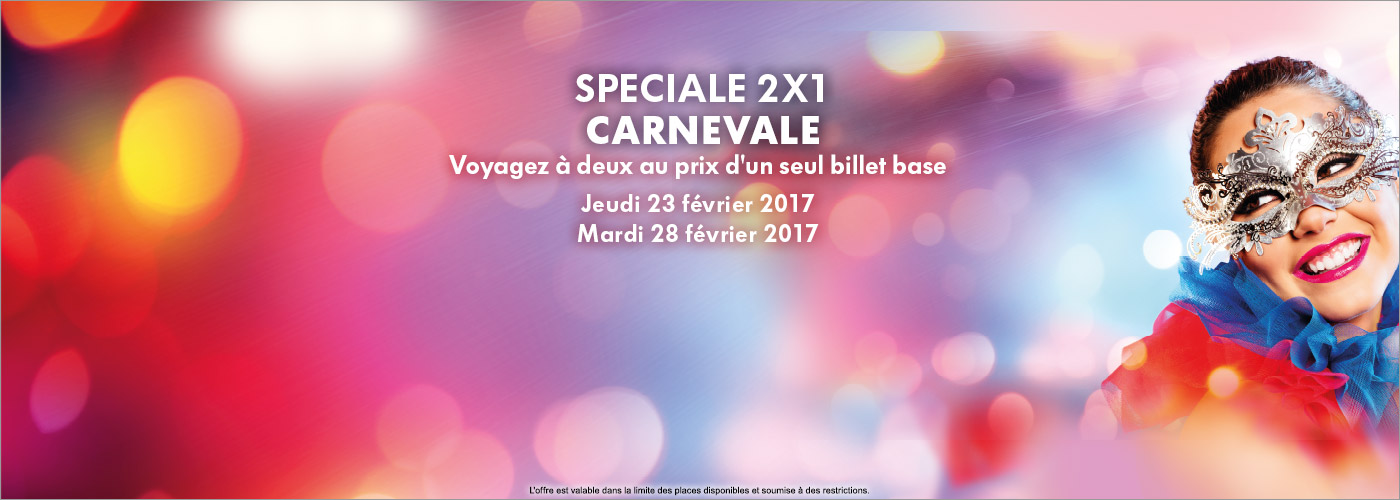 SPECIALE 2X1
CARNEVALE
Voyagez à deux au prix d'un seul billet base
Jeudi 23 février 2017
Mardi 28 février 2017
L'offre est valable dans la limite des places disponibles et soumise à des restrictions.